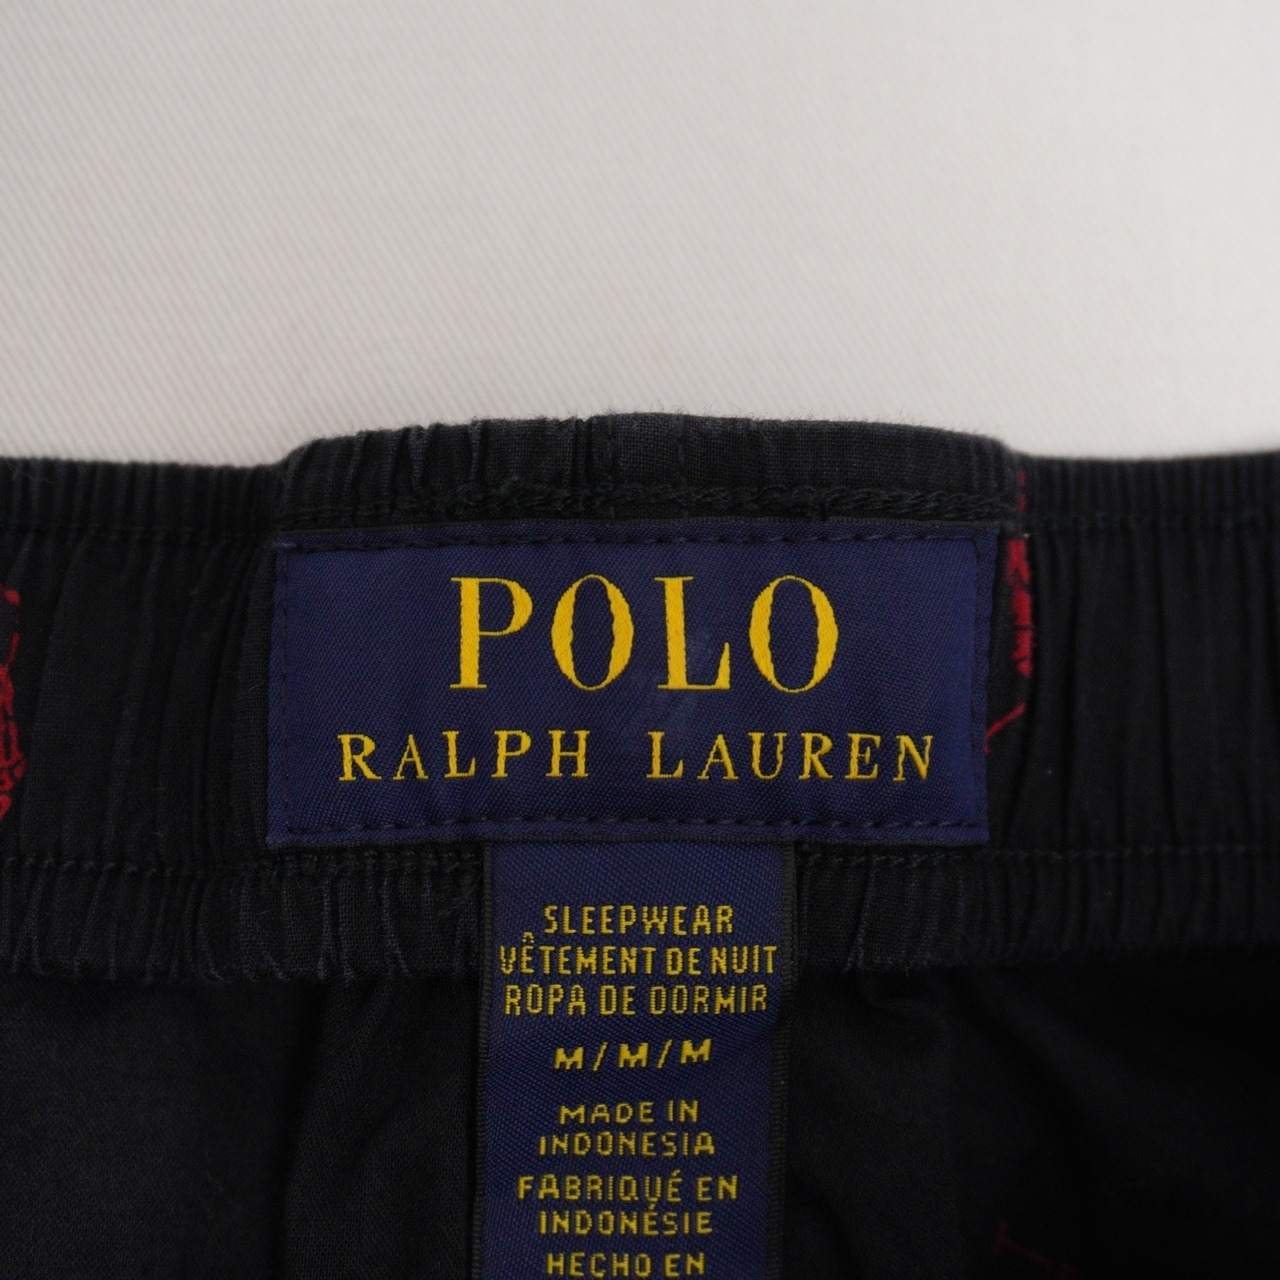 POLO
RALPH LAUREN
SLEEPWEAR
VÊTEMENT DE NUIT
ROPA DE DORMIR
M/M/M
MADE IN
INDONESIA
FABRIQUÉ EN
INDONÉSIE
HECHO EN